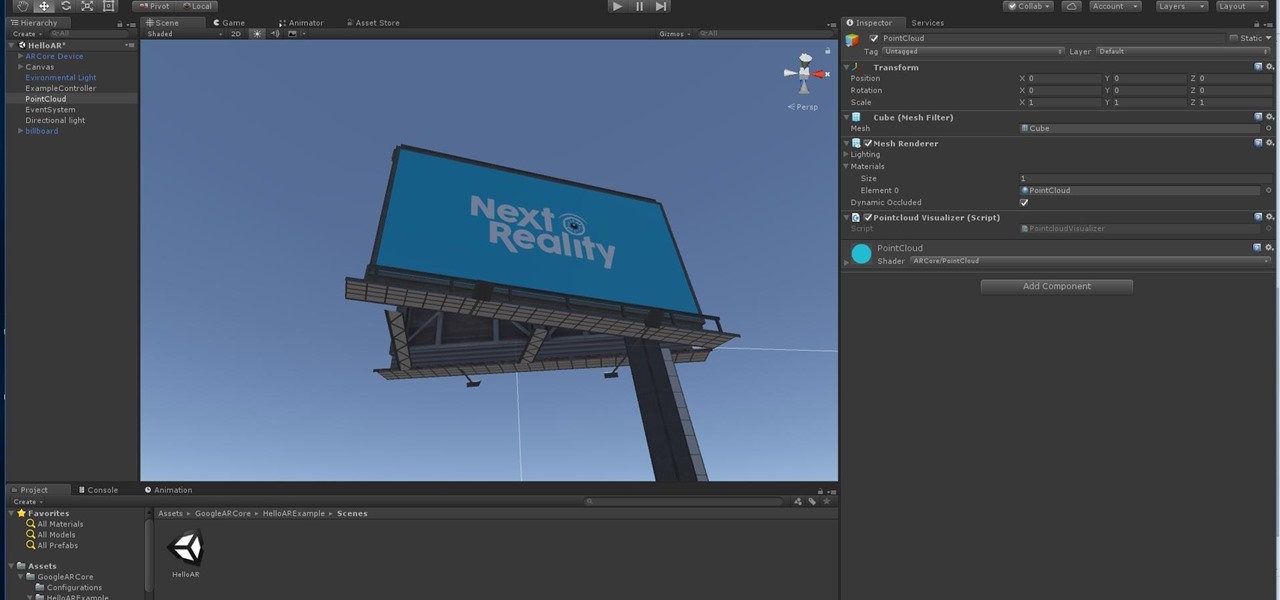 Pivot Local
Collab Account Layers Layout
Hierarchy
Create All
HelloAR*
ARCore Device
Canvas
Evironmental Light
ExampleController
PointCloud
EventSystem
Directional light
billboard
Scene Game Animator Asset Store
Shaded 2D Gizmos All
Persp
Next
Reality
Inspector Services
PointCloud Static
Tag Untagged Layer Default
Transform
Position X 0 Y 0 Z 0
Rotation X 0 Y 0 Z 0
Scale X 1 Y 1 Z 1
Cube (Mesh Filter)
Mesh Cube
Mesh Renderer
Lighting
Materials
Size 1
Element 0 PointCloud
Dynamic Occluded
Pointcloud Visualizer (Script)
Script PointcloudVisualizer
PointCloud
Shader ARCore/PointCloud
Add Component
Project Console Animation
Create
Favorites
All Materials
All Models
All Prefabs
Assets
GoogleARCore
Configurations
HelloARExample
Assets GoogleARCore HelloARExample Scenes
HelloAR